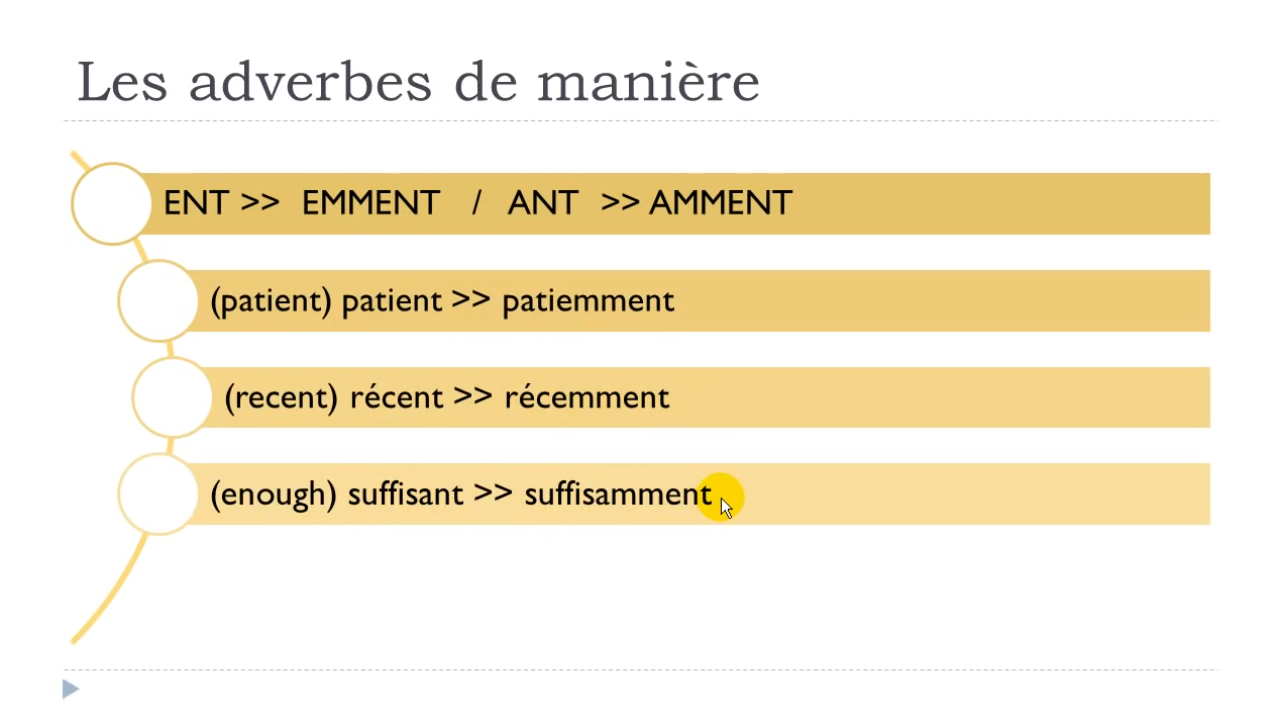 Les adverbes de manière
ENT >> EMMENT / ANT >> AMMENT
(patient) patient >> patiemment
(recent) récent >> récemment
(enough) suffisant >> suffisamment